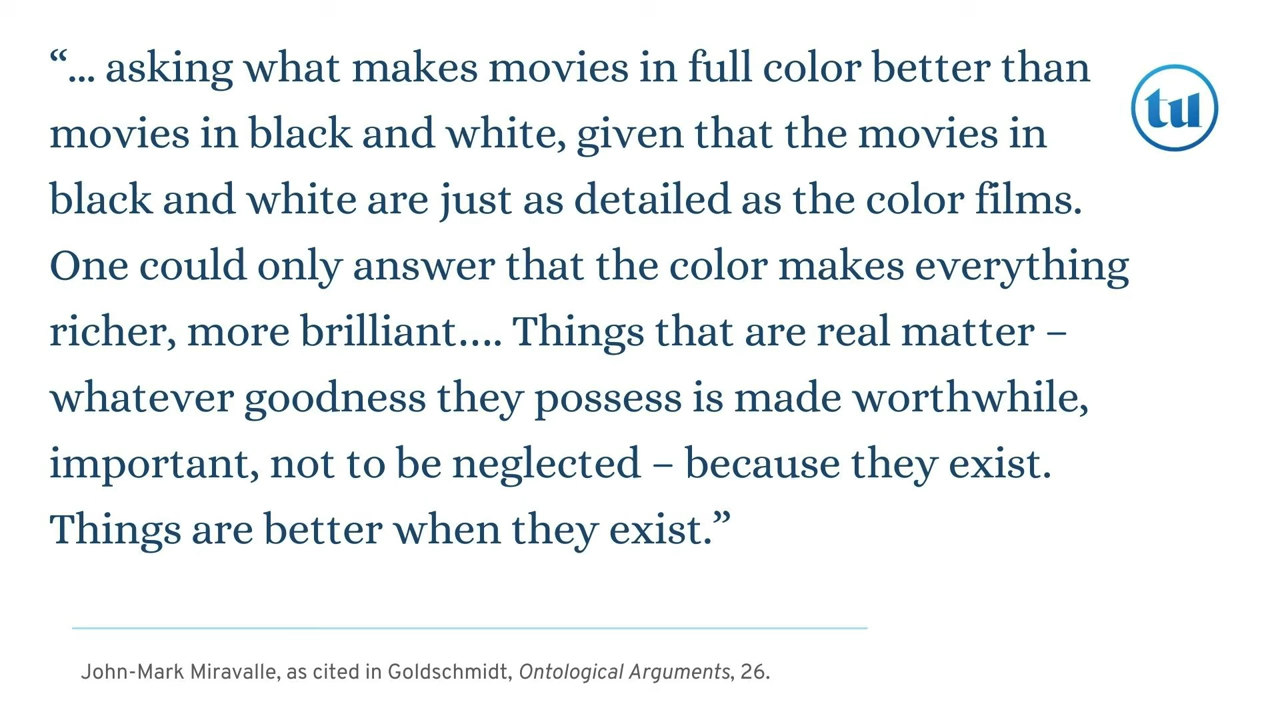 “... asking what makes movies in full color better than
movies in black and white, given that the movies in
black and white are just as detailed as the color films.
One could only answer that the color makes everything
richer, more brilliant.... Things that are real matter –
whatever goodness they possess is made worthwhile,
important, not to be neglected – because they exist.
Things are better when they exist.”
tu
John-Mark Miravalle, as cited in Goldschmidt, Ontological Arguments, 26.